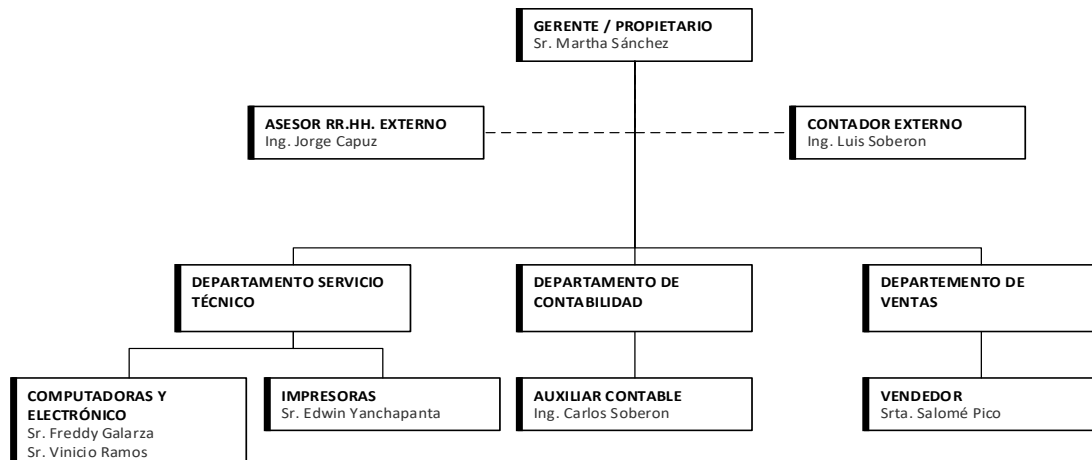 GERENTE / PROPIETARIO
Sr. Martha Sánchez
ASESOR RR.HH. EXTERNO
Ing. Jorge Capuz
CONTADOR EXTERNO
Ing. Luis Soberon
DEPARTAMENTO SERVICIO
TÉCNICO
DEPARTAMENTO DE
CONTABILIDAD
DEPARTEMENTO DE
VENTAS
COMPUTADORAS Y
ELECTRÓNICO
Sr. Freddy Galarza
Sr. Vinicio Ramos
IMPRESORAS
Sr. Edwin Yanchapanta
AUXILIAR CONTABLE
Ing. Carlos Soberon
VENDEDOR
Srta. Salomé Pico